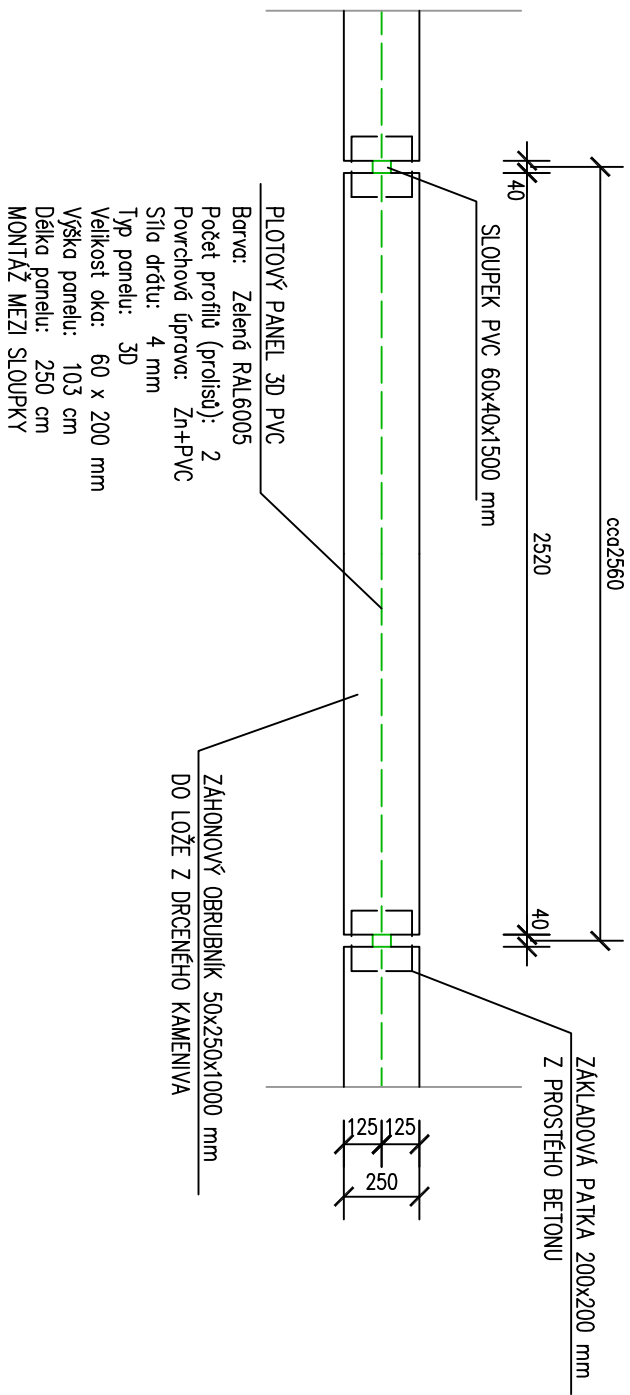 cca2560
40
2520
40
SLOUPEK PVC 60x40x1500 mm
ZÁKLADOVÁ PATKA 200x200 mm
Z PROSTÉHO BETONU
125
125
250
PLOTOVÝ PANEL 3D PVC
Barva: Zelená RAL6005
Počet profilů (prolisů): 2
Povrchová úprava: Zn+PVC
Síla drátu: 4 mm
Typ panelu: 3D
Velikost oka: 60 x 200 mm
Výška panelu: 103 cm
Délka panelu: 250 cm
MONTÁŽ MEZI SLOUPKY
ZÁHONOVÝ OBRUBNÍK 50x250x1000 mm
DO LOŽE Z DRCENÉHO KAMENIVA